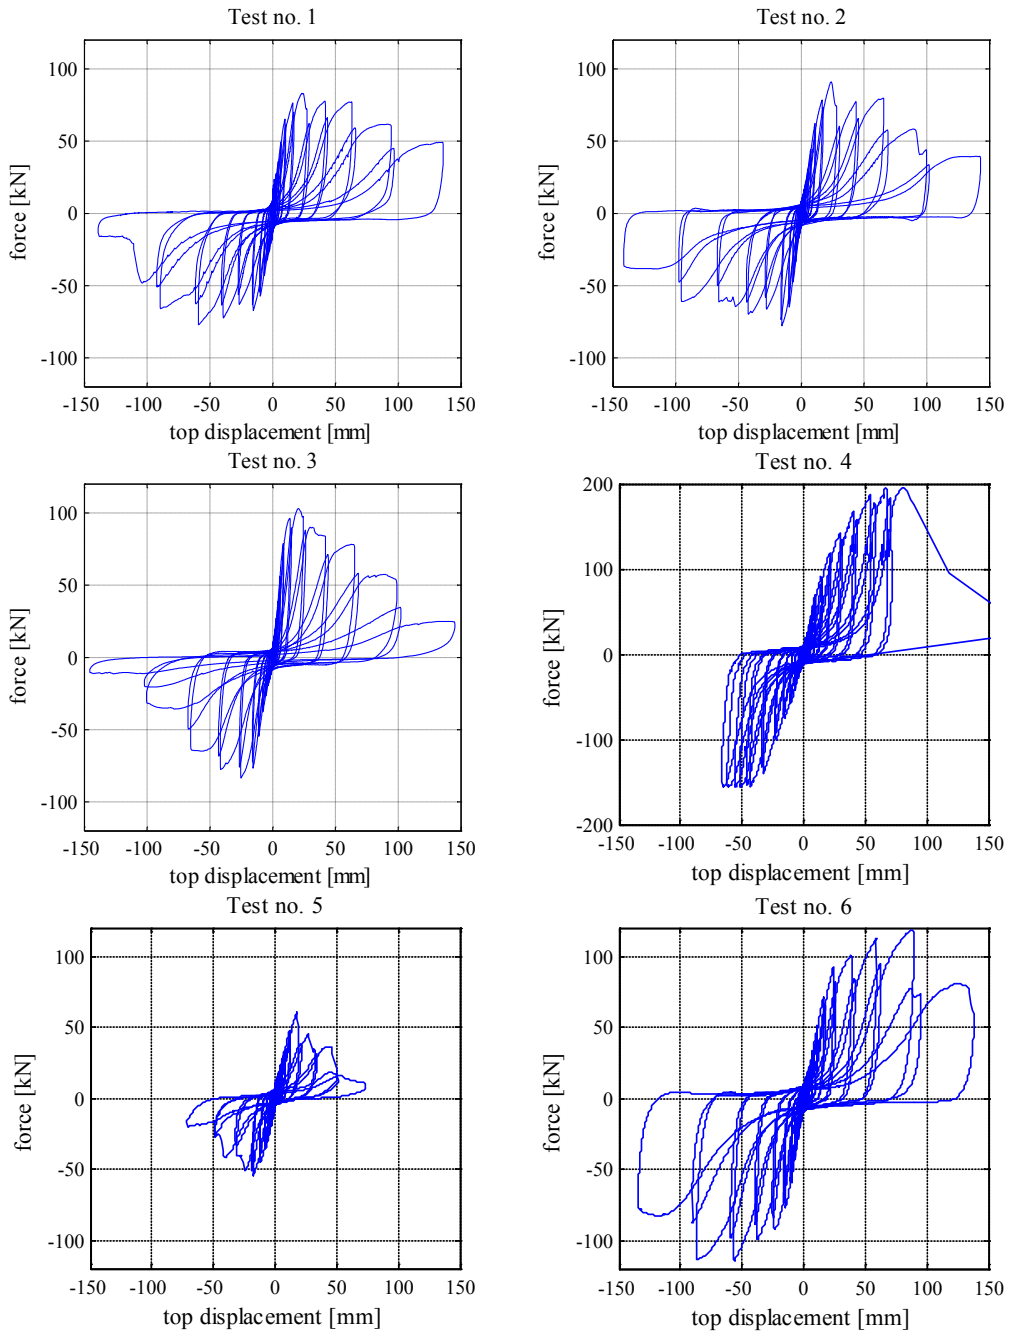 Test no. 1
100
50
0
-50
-100
force [kN]
-150 -100 -50 0 50 100 150
top displacement [mm]
Test no. 2
100
50
0
-50
-100
force [kN]
-150 -100 -50 0 50 100 150
top displacement [mm]
Test no. 3
100
50
0
-50
-100
force [kN]
-150 -100 -50 0 50 100 150
top displacement [mm]
Test no. 4
200
100
0
-100
-200
force [kN]
-150 -100 -50 0 50 100 150
top displacement [mm]
Test no. 5
100
50
0
-50
-100
force [kN]
-150 -100 -50 0 50 100 150
top displacement [mm]
Test no. 6
100
50
0
-50
-100
force [kN]
-150 -100 -50 0 50 100 150
top displacement [mm]